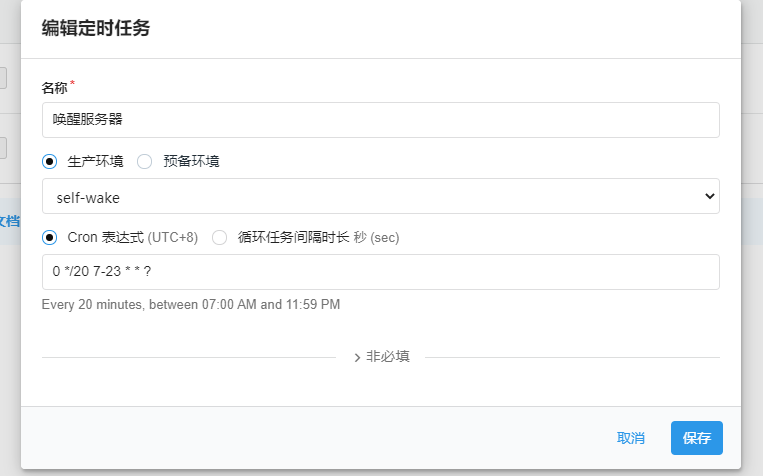 编辑定时任务
名称*
唤醒服务器
生产环境 预备环境
self-wake
文档
Cron 表达式 (UTC+8) 循环任务间隔时长 秒 (sec)
0 */20 7-23 * * ?
Every 20 minutes, between 07:00 AM and 11:59 PM
非必填
取消 保存